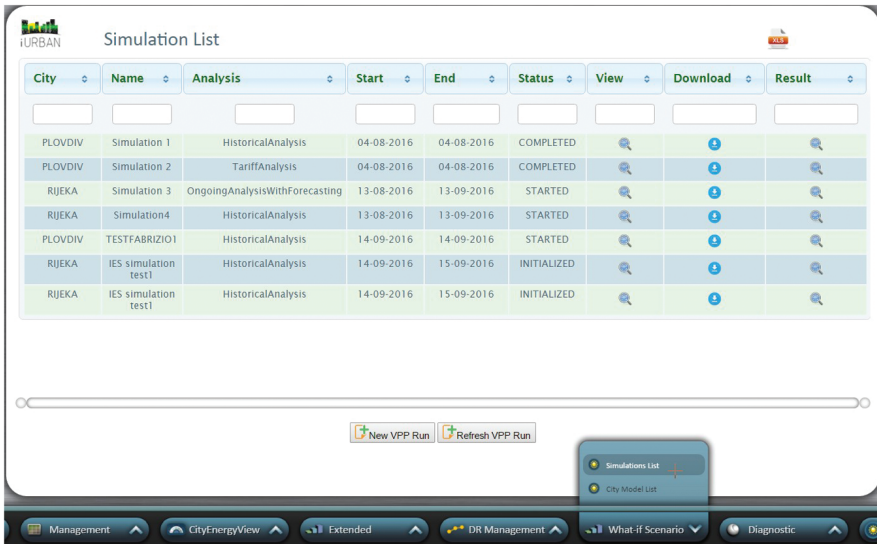 iURBAN
Simulation List
XLS
City Name Analysis Start End Status View Download Result
PLOVDIV Simulation 1 HistoricalAnalysis 04-08-2016 04-08-2016 COMPLETED
PLOVDIV Simulation 2 TariffAnalysis 04-08-2016 04-08-2016 COMPLETED
RIJEKA Simulation 3 OngoingAnalysisWithForecasting 13-08-2016 13-09-2016 STARTED
RIJEKA Simulation4 HistoricalAnalysis 13-08-2016 13-09-2016 STARTED
PLOVDIV TESTFABRIZIO1 HistoricalAnalysis 14-09-2016 14-09-2016 STARTED
RIJEKA IES simulation HistoricalAnalysis 14-09-2016 15-09-2016 INITIALIZED
test1
RIJEKA IES simulation HistoricalAnalysis 14-09-2016 15-09-2016 INITIALIZED
test1
New VPP Run Refresh VPP Run
Simulations List
City Model List
Management CityEnergyView Extended DR Management What-if Scenario Diagnostic